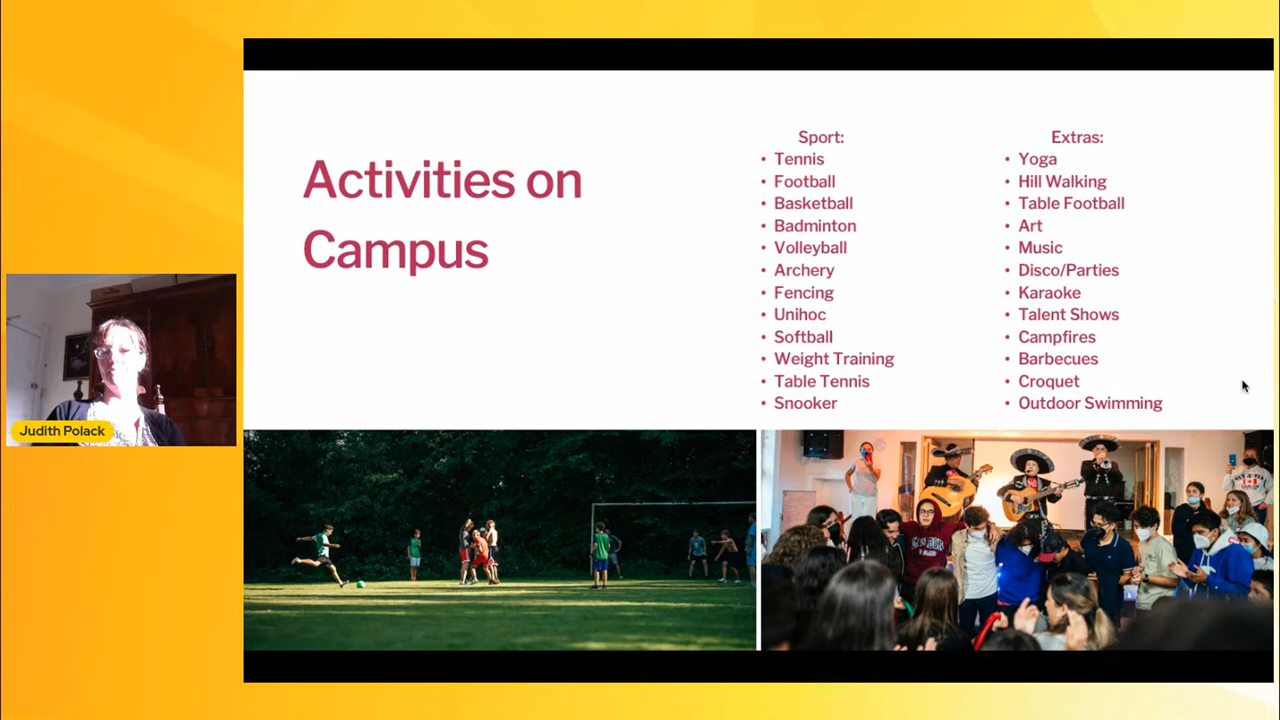 Activities on
Campus
Sport:
• Tennis
• Football
• Basketball
• Badminton
• Volleyball
• Archery
• Fencing
• Unihoc
• Softball
• Weight Training
• Table Tennis
• Snooker
Extras:
• Yoga
• Hill Walking
• Table Football
• Art
• Music
• Disco/Parties
• Karaoke
• Talent Shows
• Campfires
• Barbecues
• Croquet
• Outdoor Swimming
Judith Polack